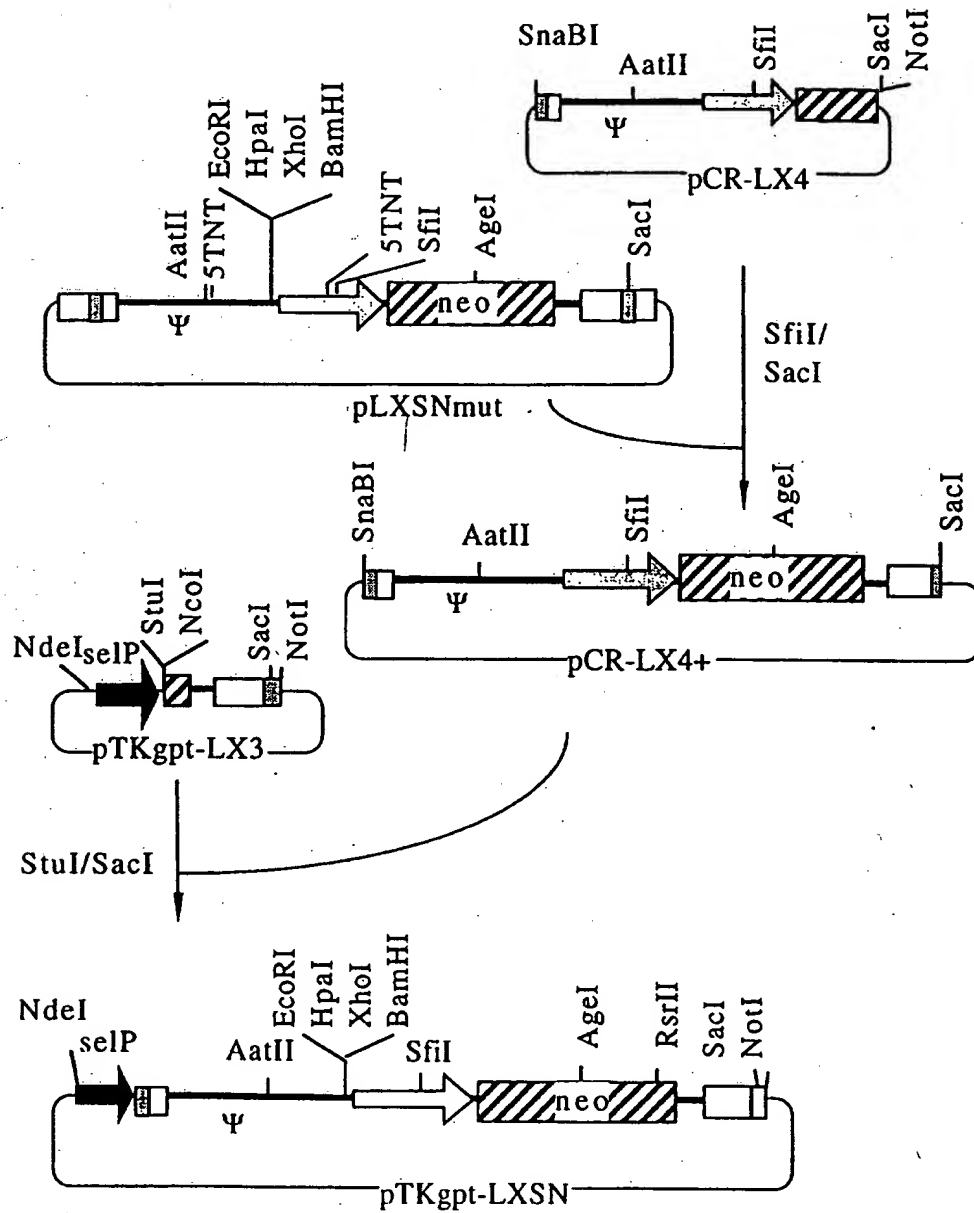 SnaBI
AatII
SfiI
SacI
NotI
Ψ
pCR-LX4
EcoRI
HpaI
XhoI
BamHI
AatII
5TNT
5TNT
SfiI
AgeI
SacI
Ψ
neo
pLXSNmut
SfiI/
SacI
SnaBI
AatII
SfiI
AgeI
SacI
Ψ
neo
pCR-LX4+
NdeI
selP
StuI
NcoI
SacI
NotI
pTKgpt-LX3
StuI/SacI
NdeI
selP
AatII
EcoRI
HpaI
XhoI
BamHI
SfiI
AgeI
RsrII
SacI
NotI
Ψ
neo
pTKgpt-LXSN